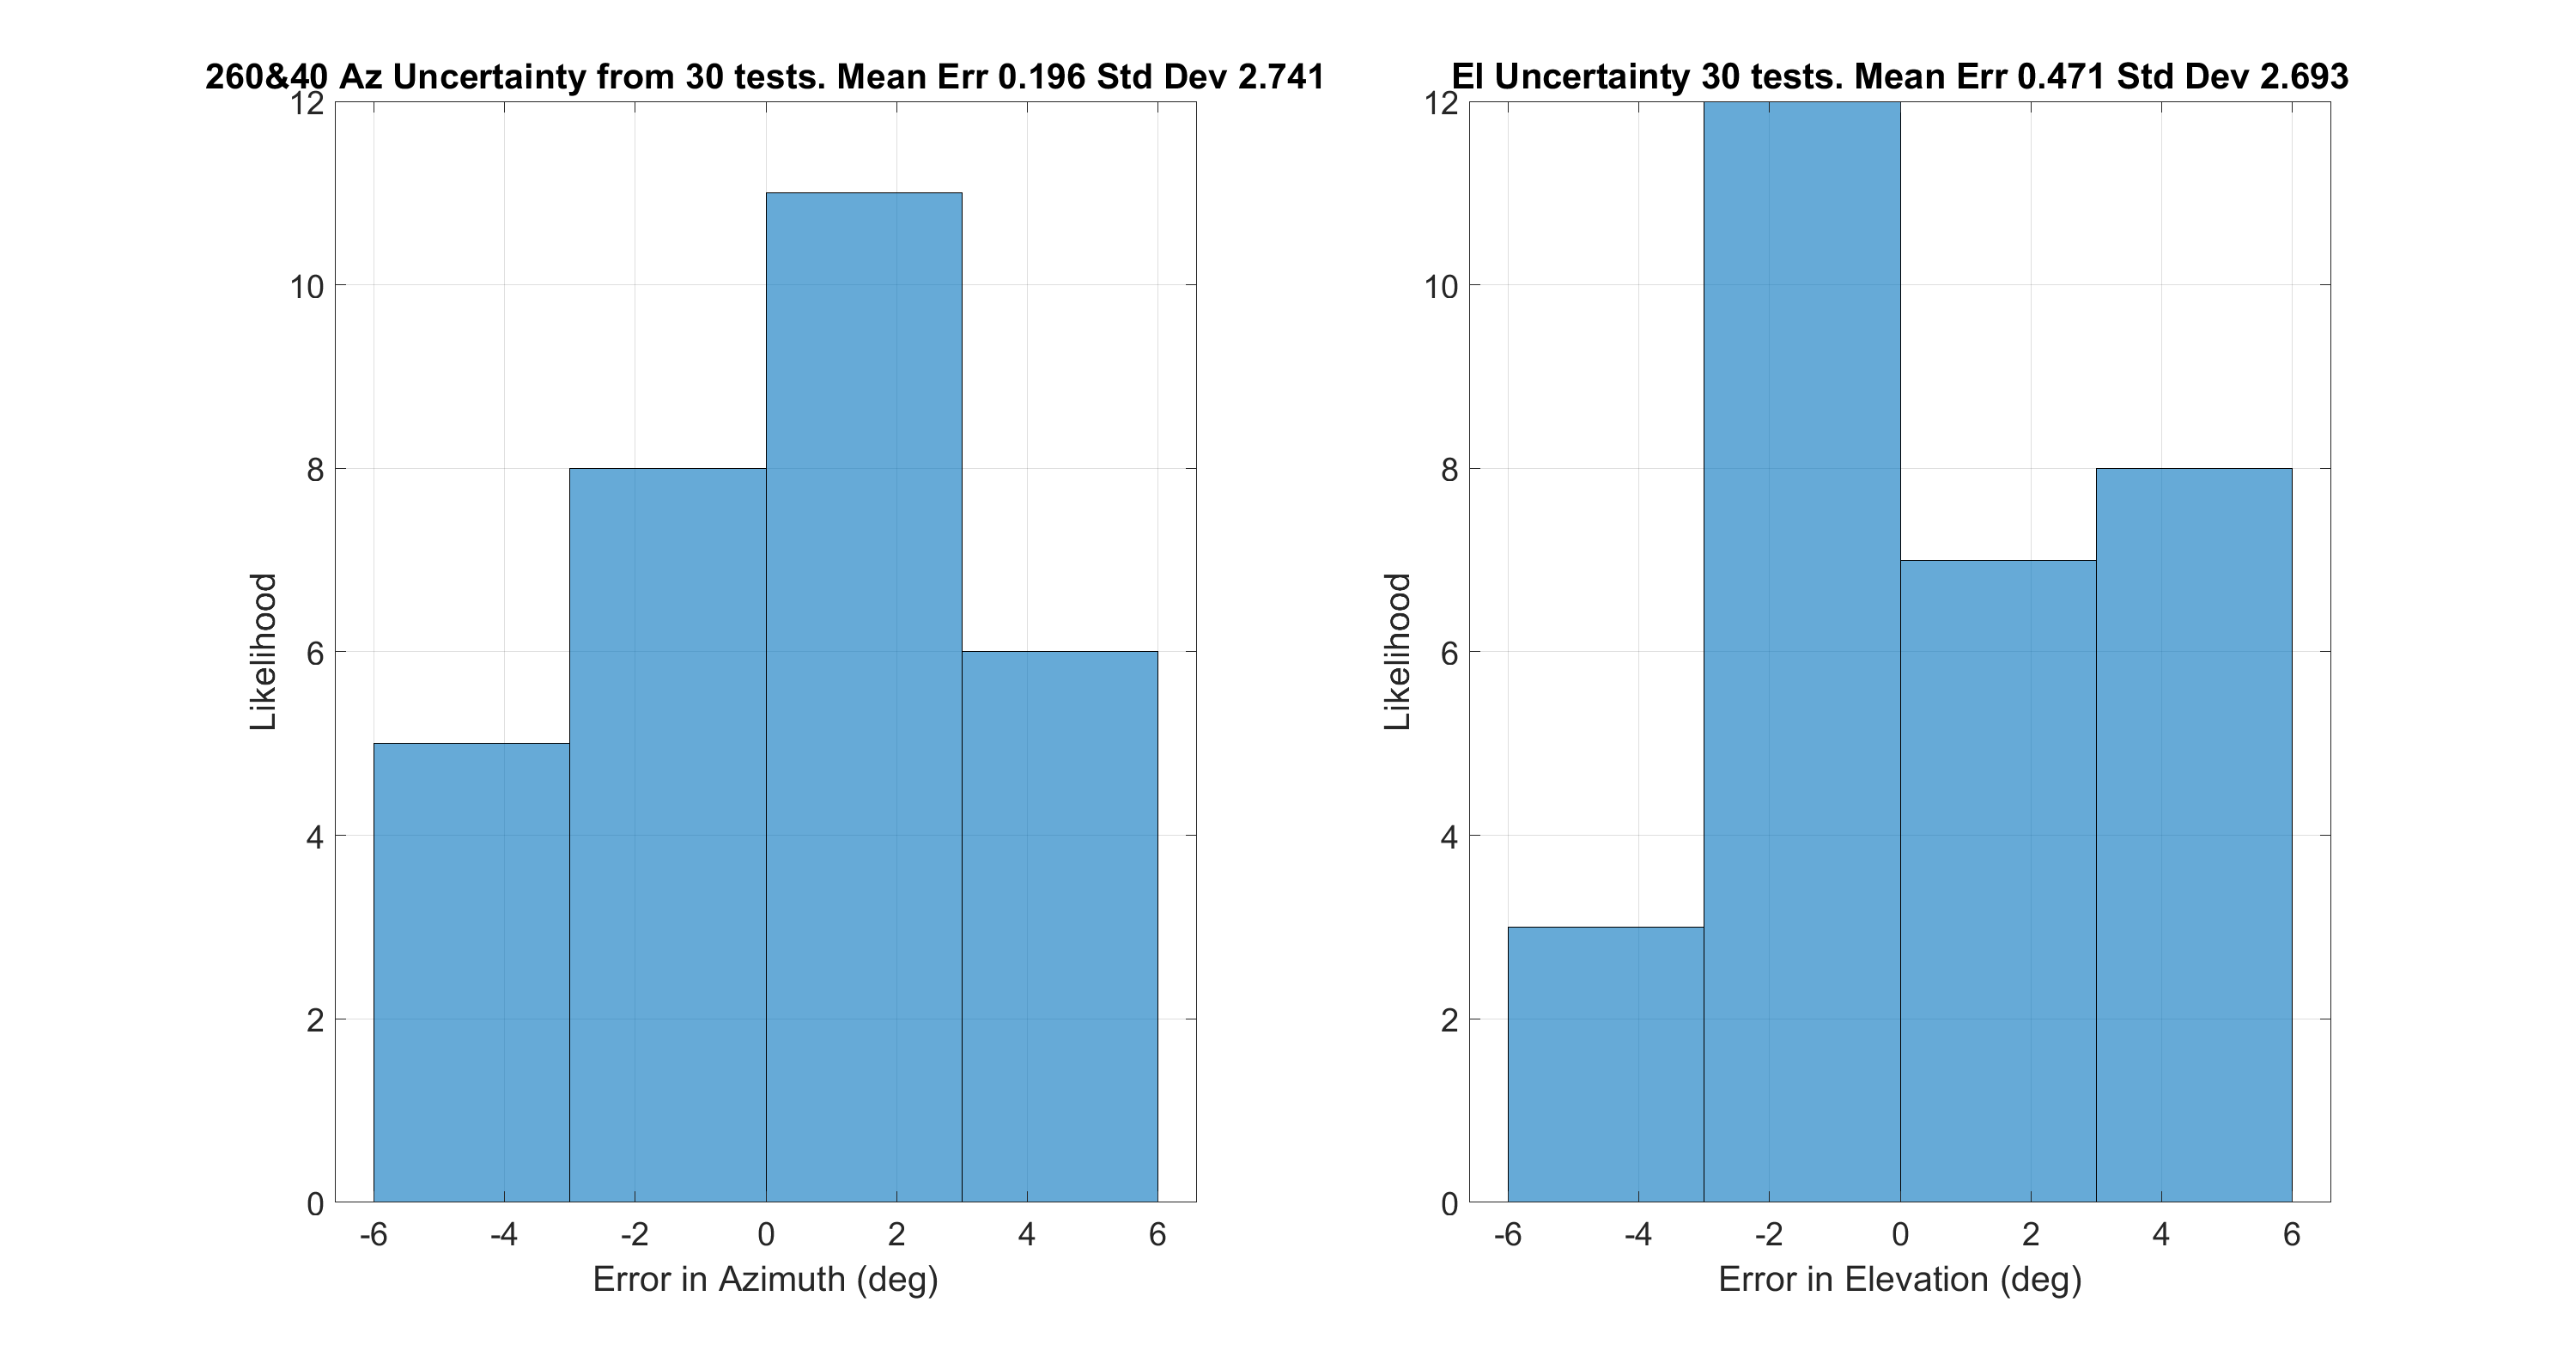 260&40 Az Uncertainty from 30 tests. Mean Err 0.196 Std Dev 2.741
12
10
8
6
4
2
0
Likelihood
-6 -4 -2 0 2 4 6
Error in Azimuth (deg)
El Uncertainty 30 tests. Mean Err 0.471 Std Dev 2.693
12
10
8
6
4
2
0
Likelihood
-6 -4 -2 0 2 4 6
Error in Elevation (deg)